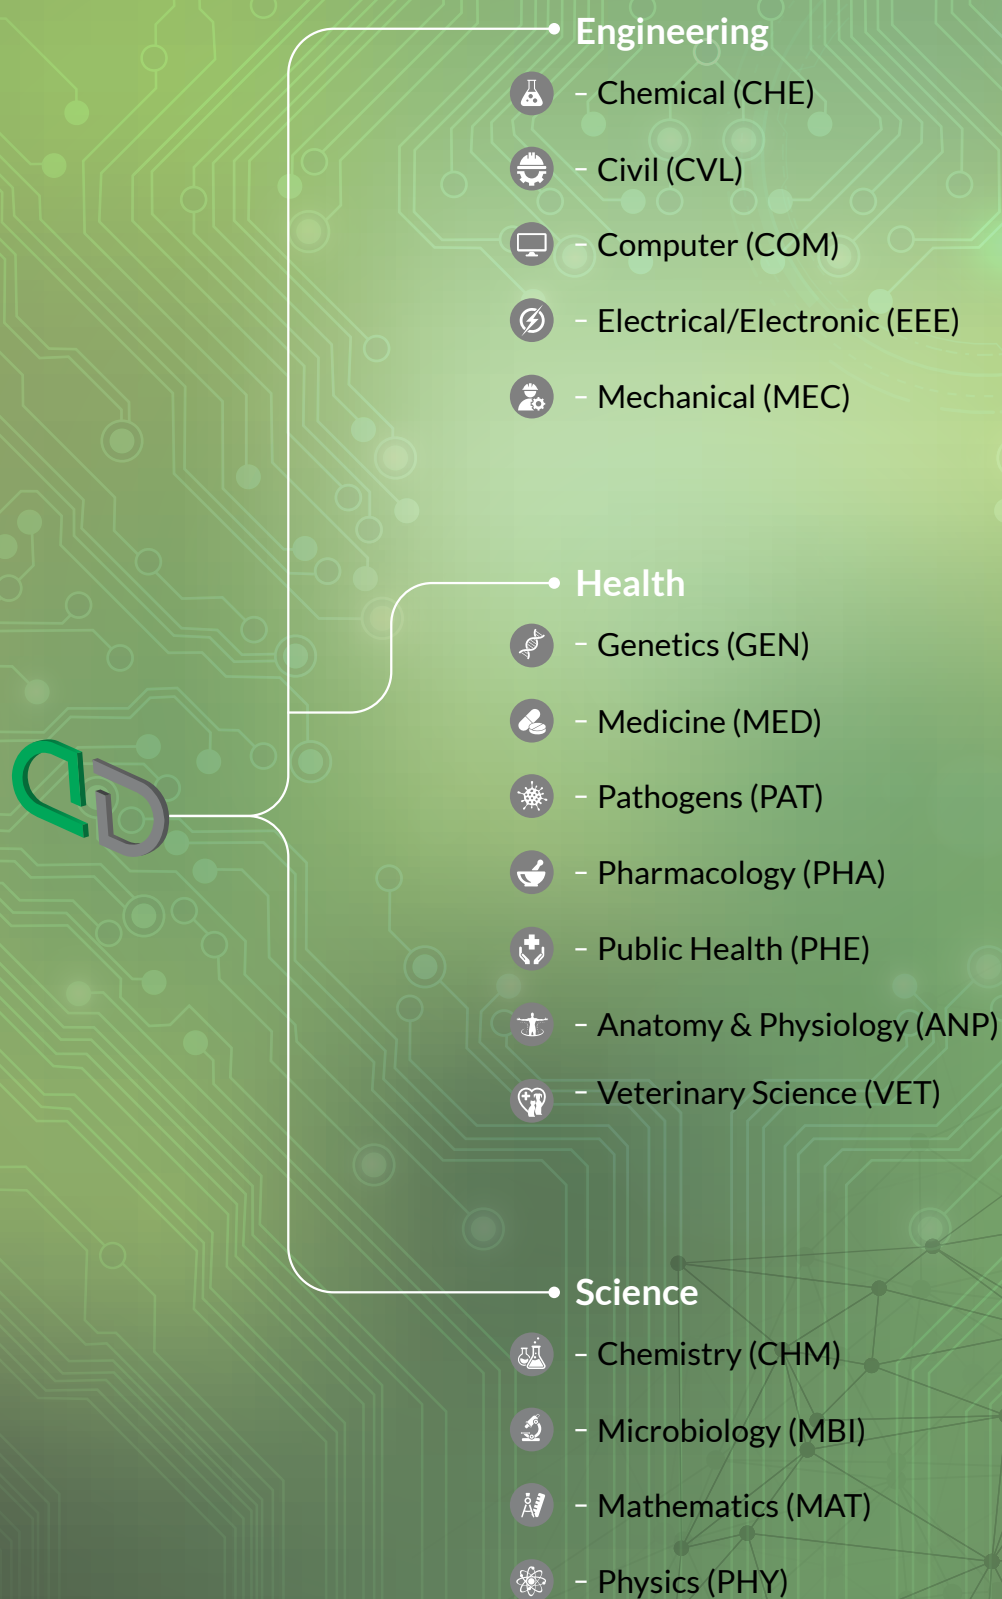 Engineering
– Chemical (CHE)
– Civil (CVL)
– Computer (COM)
– Electrical/Electronic (EEE)
– Mechanical (MEC)
Health
– Genetics (GEN)
– Medicine (MED)
– Pathogens (PAT)
– Pharmacology (PHA)
– Public Health (PHE)
– Anatomy & Physiology (ANP)
– Veterinary Science (VET)
Science
– Chemistry (CHM)
– Microbiology (MBI)
– Mathematics (MAT)
– Physics (PHY)